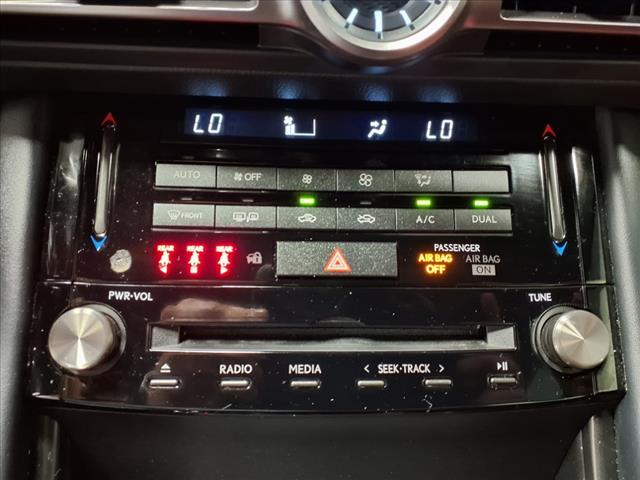 LO LO
AUTO OFF
FRONT A/C DUAL
REAR REAR REAR
PASSENGER
AIR BAG OFF AIR BAG ON
PWR•VOL TUNE
RADIO MEDIA < SEEK•TRACK >